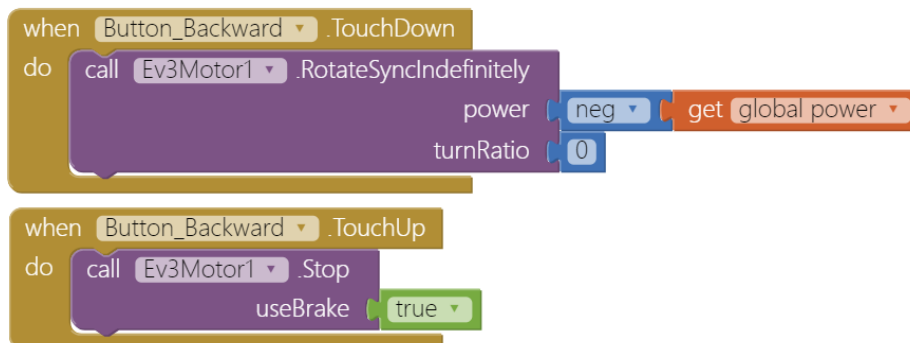 when Button_Backward .TouchDown
do call Ev3Motor1 .RotateSyncIndefinitely
power neg get global power
turnRatio 0
when Button_Backward .TouchUp
do call Ev3Motor1 .Stop
useBrake true